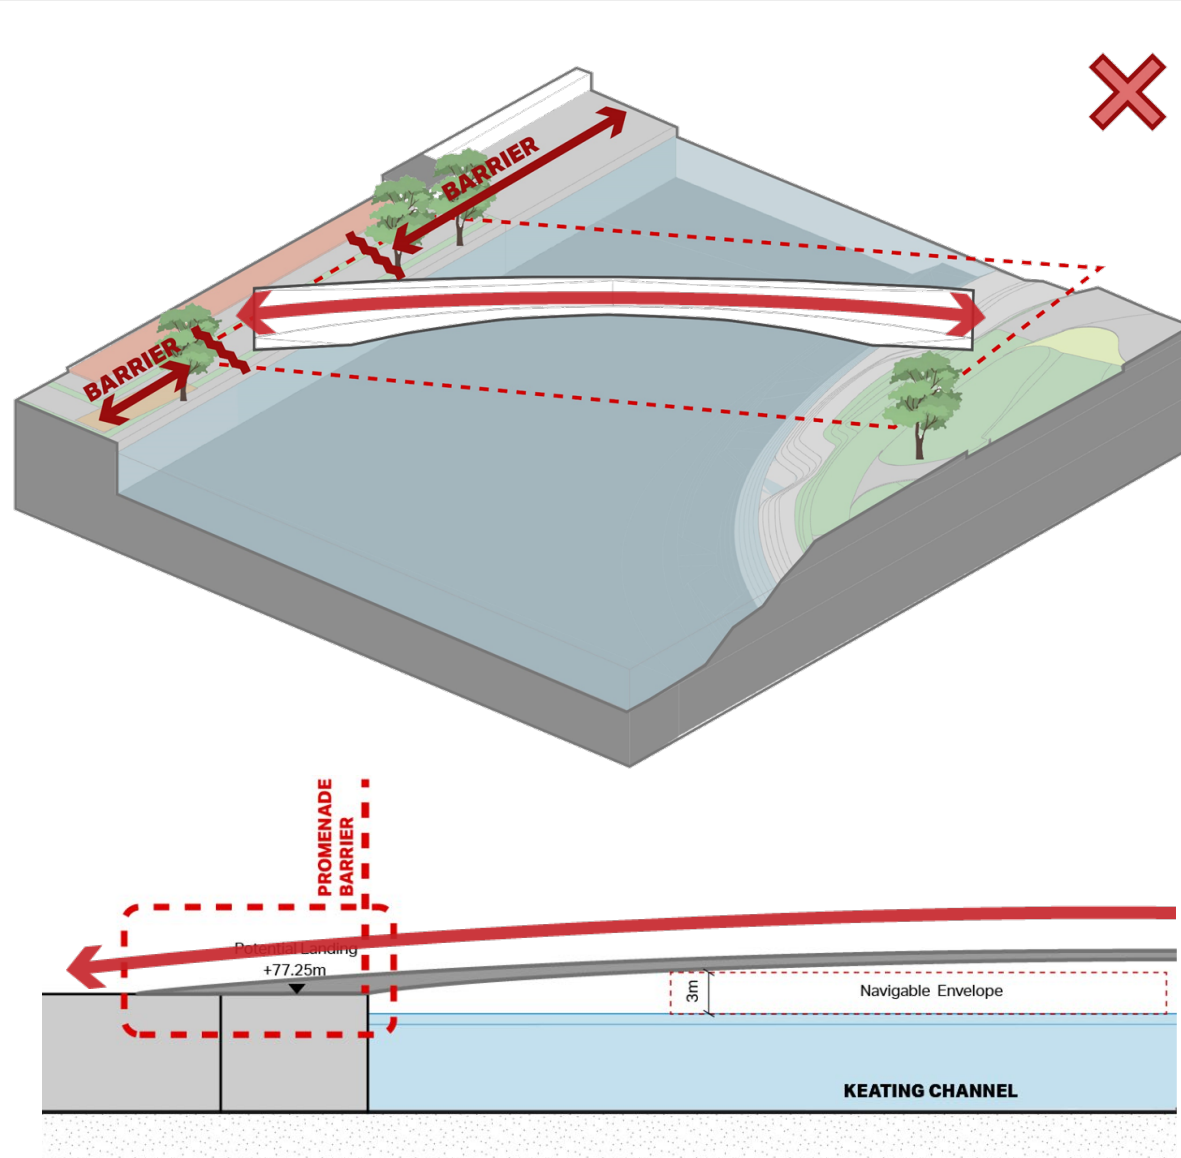 BARRIER
BARRIER
PROMENADE
BARRIER
Potential Landing
+77.25m
3m
Navigable Envelope
KEATING CHANNEL